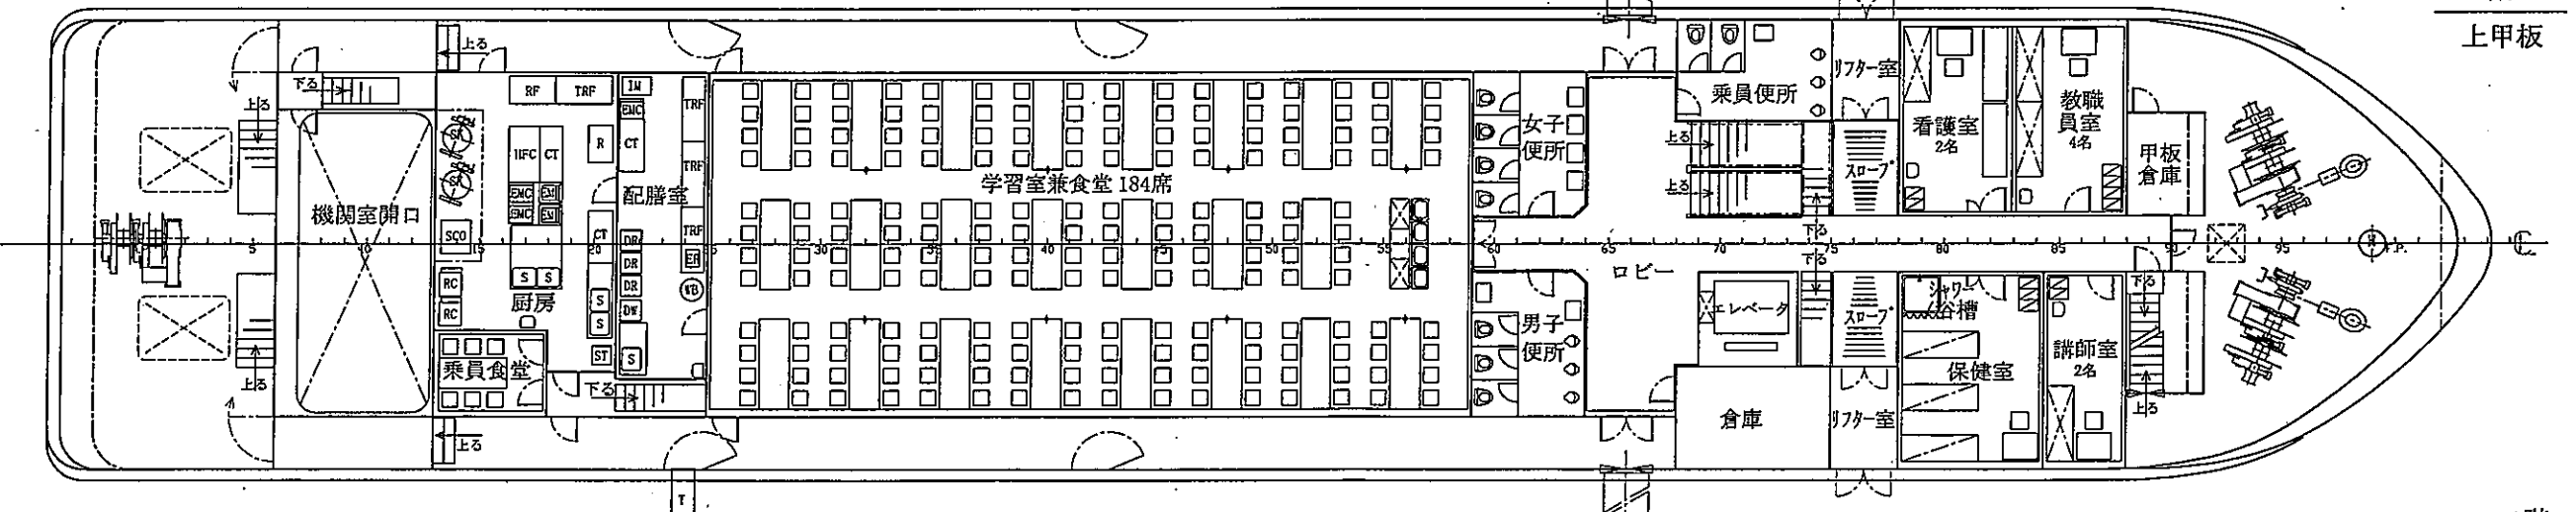 上甲板
上る
下る
上る
機関室開口
上る
上る
RF
TRF
HFC
CT
R
EMC
EMC
SCO
RC
RC
S
S
厨房
CT
S
S
ST
乗員食堂
下る
IM
EMC
CT
TRF
TRF
TRF
配膳室
DR
DR
DR
DW
ER
WB
S
T
学習室兼食堂 184席
5
10
15
20
30
35
40
45
50
55
60
65
70
75
80
85
90
95
F.P.
女子
便所
男子
便所
ロビー
乗員便所
上る
上る
下る
下る
エレベータ
倉庫
リフター室
スロープ
スロープ
リフター室
看護室
2名
教職
員室
4名
シャワー
浴槽
保健室
講師室
2名
甲板
倉庫
下る
上る